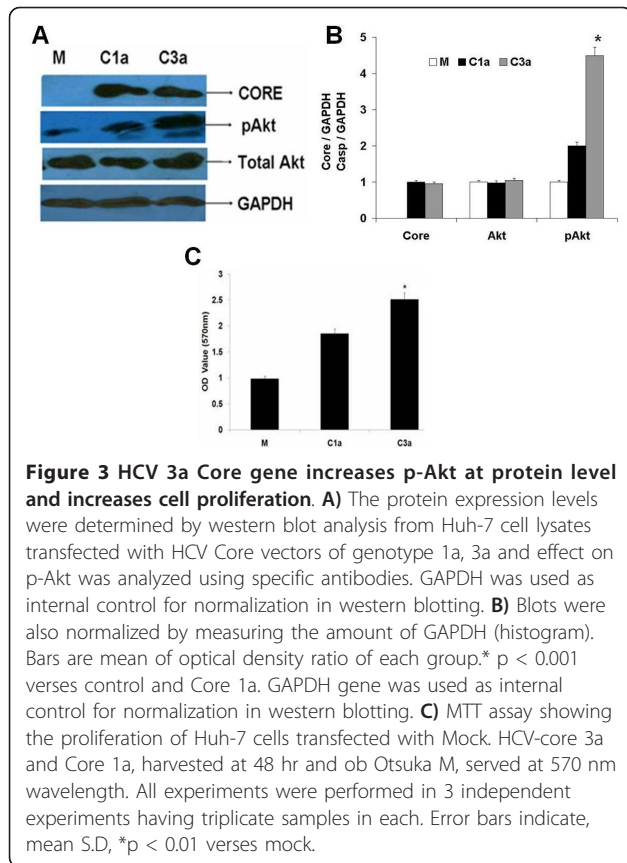 A
M C1a C3a
CORE
pAkt
Total Akt
GAPDH
B
M C1a C3a
*
Core / GAPDH
Casp / GAPDH
5
4
3
2
1
0
Core Akt pAkt
C
OD Value (570nm)
3
2.5
2
1.5
1
0.5
0
*
M C1a C3a
Figure 3 HCV 3a Core gene increases p-Akt at protein level
and increases cell proliferation. A) The protein expression levels
were determined by western blot analysis from Huh-7 cell lysates
transfected with HCV Core vectors of genotype 1a, 3a and effect on
p-Akt was analyzed using specific antibodies. GAPDH was used as
internal control for normalization in western blotting. B) Blots were
also normalized by measuring the amount of GAPDH (histogram).
Bars are mean of optical density ratio of each group.* p < 0.001
verses control and Core 1a. GAPDH gene was used as internal
control for normalization in western blotting. C) MTT assay showing
the proliferation of Huh-7 cells transfected with Mock. HCV-core 3a
and Core 1a, harvested at 48 hr and ob Otsuka M, served at 570 nm
wavelength. All experiments were performed in 3 independent
experiments having triplicate samples in each. Error bars indicate,
mean S.D, *p < 0.01 verses mock.